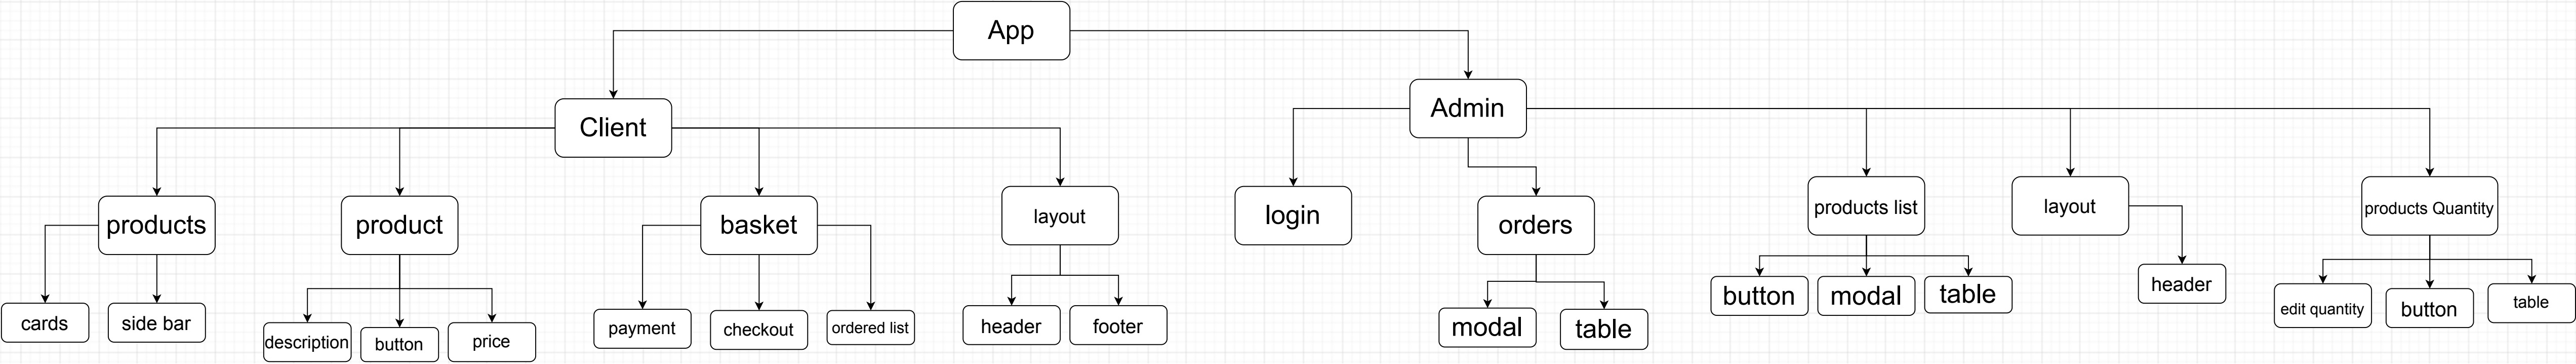 App
Client
Admin
products
product
basket
layout
login
orders
products list
layout
products Quantity
cards
side bar
description
button
price
payment
checkout
ordered list
header
footer
modal
table
button
modal
table
header
edit quantity
button
table